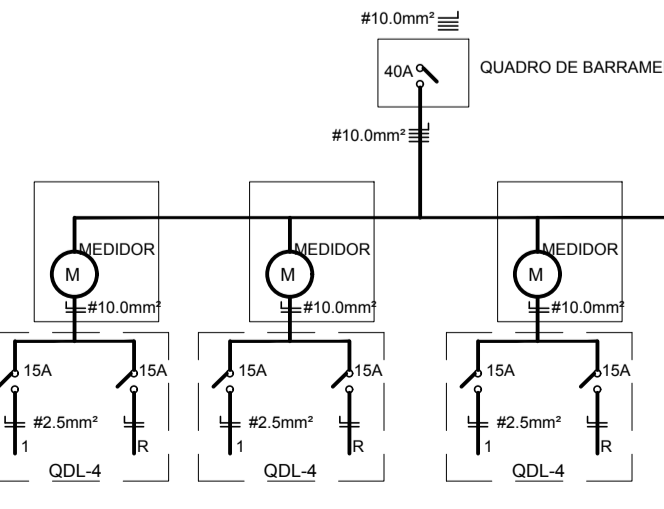 #10.0mm²
40A
QUADRO DE BARRAME
#10.0mm²
MEDIDOR MEDIDOR MEDIDOR
M M M
#10.0mm² #10.0mm² #10.0mm²
15A 15A 15A 15A 15A 15A
#2.5mm² #2.5mm² #2.5mm²
1 R 1 R 1 R
QDL-4 QDL-4 QDL-4